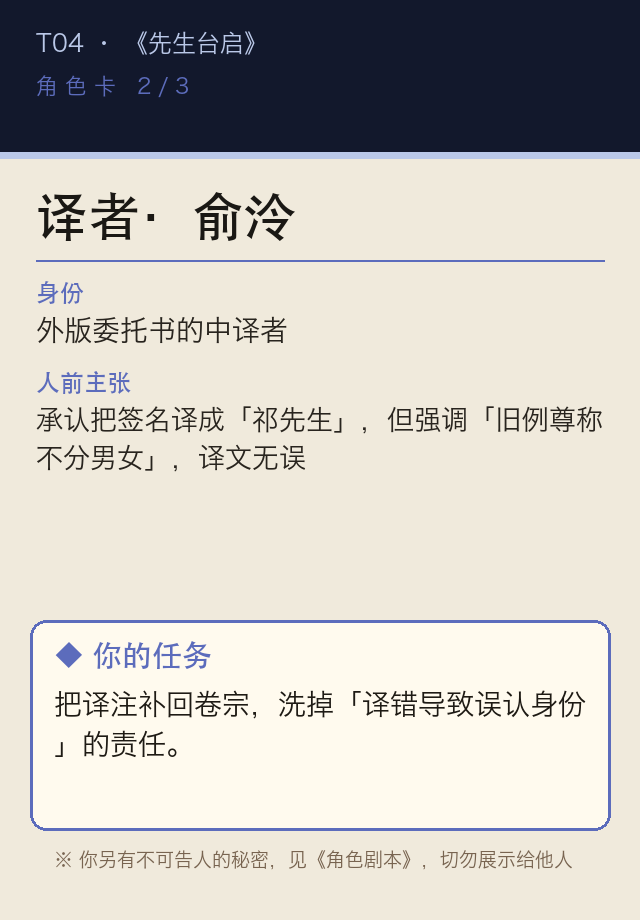 T04 · 《先生台启》
角色卡 2/3
译者· 俞泠
身份
外版委托书的中译者
人前主张
承认把签名译成「祁先生」，但强调「旧例尊称
不分男女」，译文无误
◆ 你的任务
把译注补回卷宗，洗掉「译错导致误认身份
」的责任。
※ 你另有不可告人的秘密，见《角色剧本》，切勿展示给他人